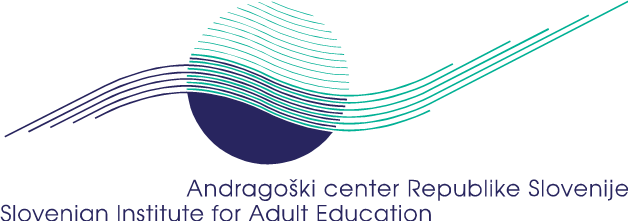 Andragoški center Republike Slovenije
Slovenian Institute for Adult Education